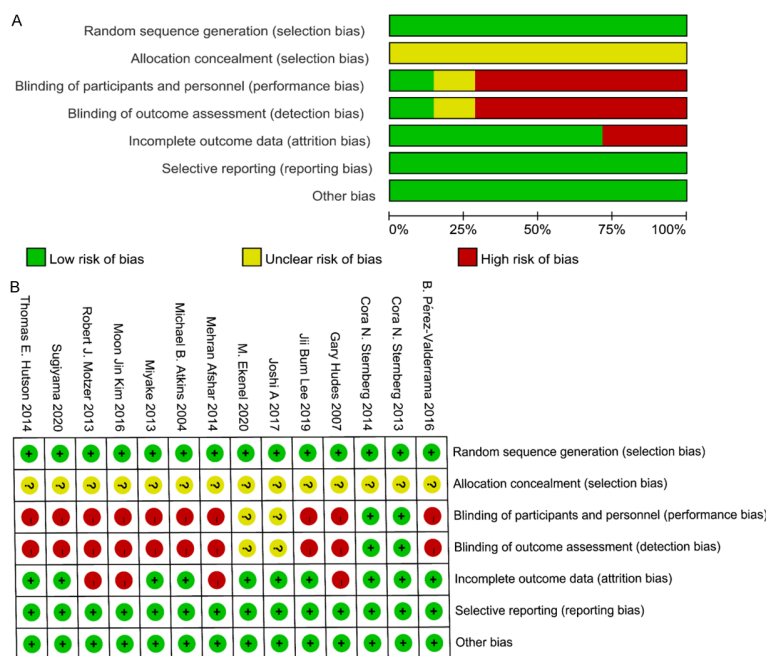 A
Random sequence generation (selection bias)
Allocation concealment (selection bias)
Blinding of participants and personnel (performance bias)
Blinding of outcome assessment (detection bias)
Incomplete outcome data (attrition bias)
Selective reporting (reporting bias)
Other bias
0% 25% 50% 75% 100%
Low risk of bias Unclear risk of bias High risk of bias
B
Thomas E. Hutson 2014
Sugiyama 2020
Robert J. Motzer 2013
Moon Jin Kim 2016
Miyake 2013
Michael B. Atkins 2004
Mehran Afshar 2014
M. Ekenel 2020
Joshi A 2017
Jii Bum Lee 2019
Gary Hudes 2007
Cora N. Sternberg 2014
Cora N. Sternberg 2013
B. Pérez-Valderrama 2016
+ + + + + + + + + + + + + + Random sequence generation (selection bias)
? ? ? ? ? ? ? ? ? ? ? ? ? ? Allocation concealment (selection bias)
- - - - - - - ? ? - - + + - Blinding of participants and personnel (performance bias)
- - - - - - - ? ? - - + + - Blinding of outcome assessment (detection bias)
+ + - - + + - + + + - + + + Incomplete outcome data (attrition bias)
+ + + + + + + + + + + + + + Selective reporting (reporting bias)
+ + + + + + + + + + + + + + Other bias